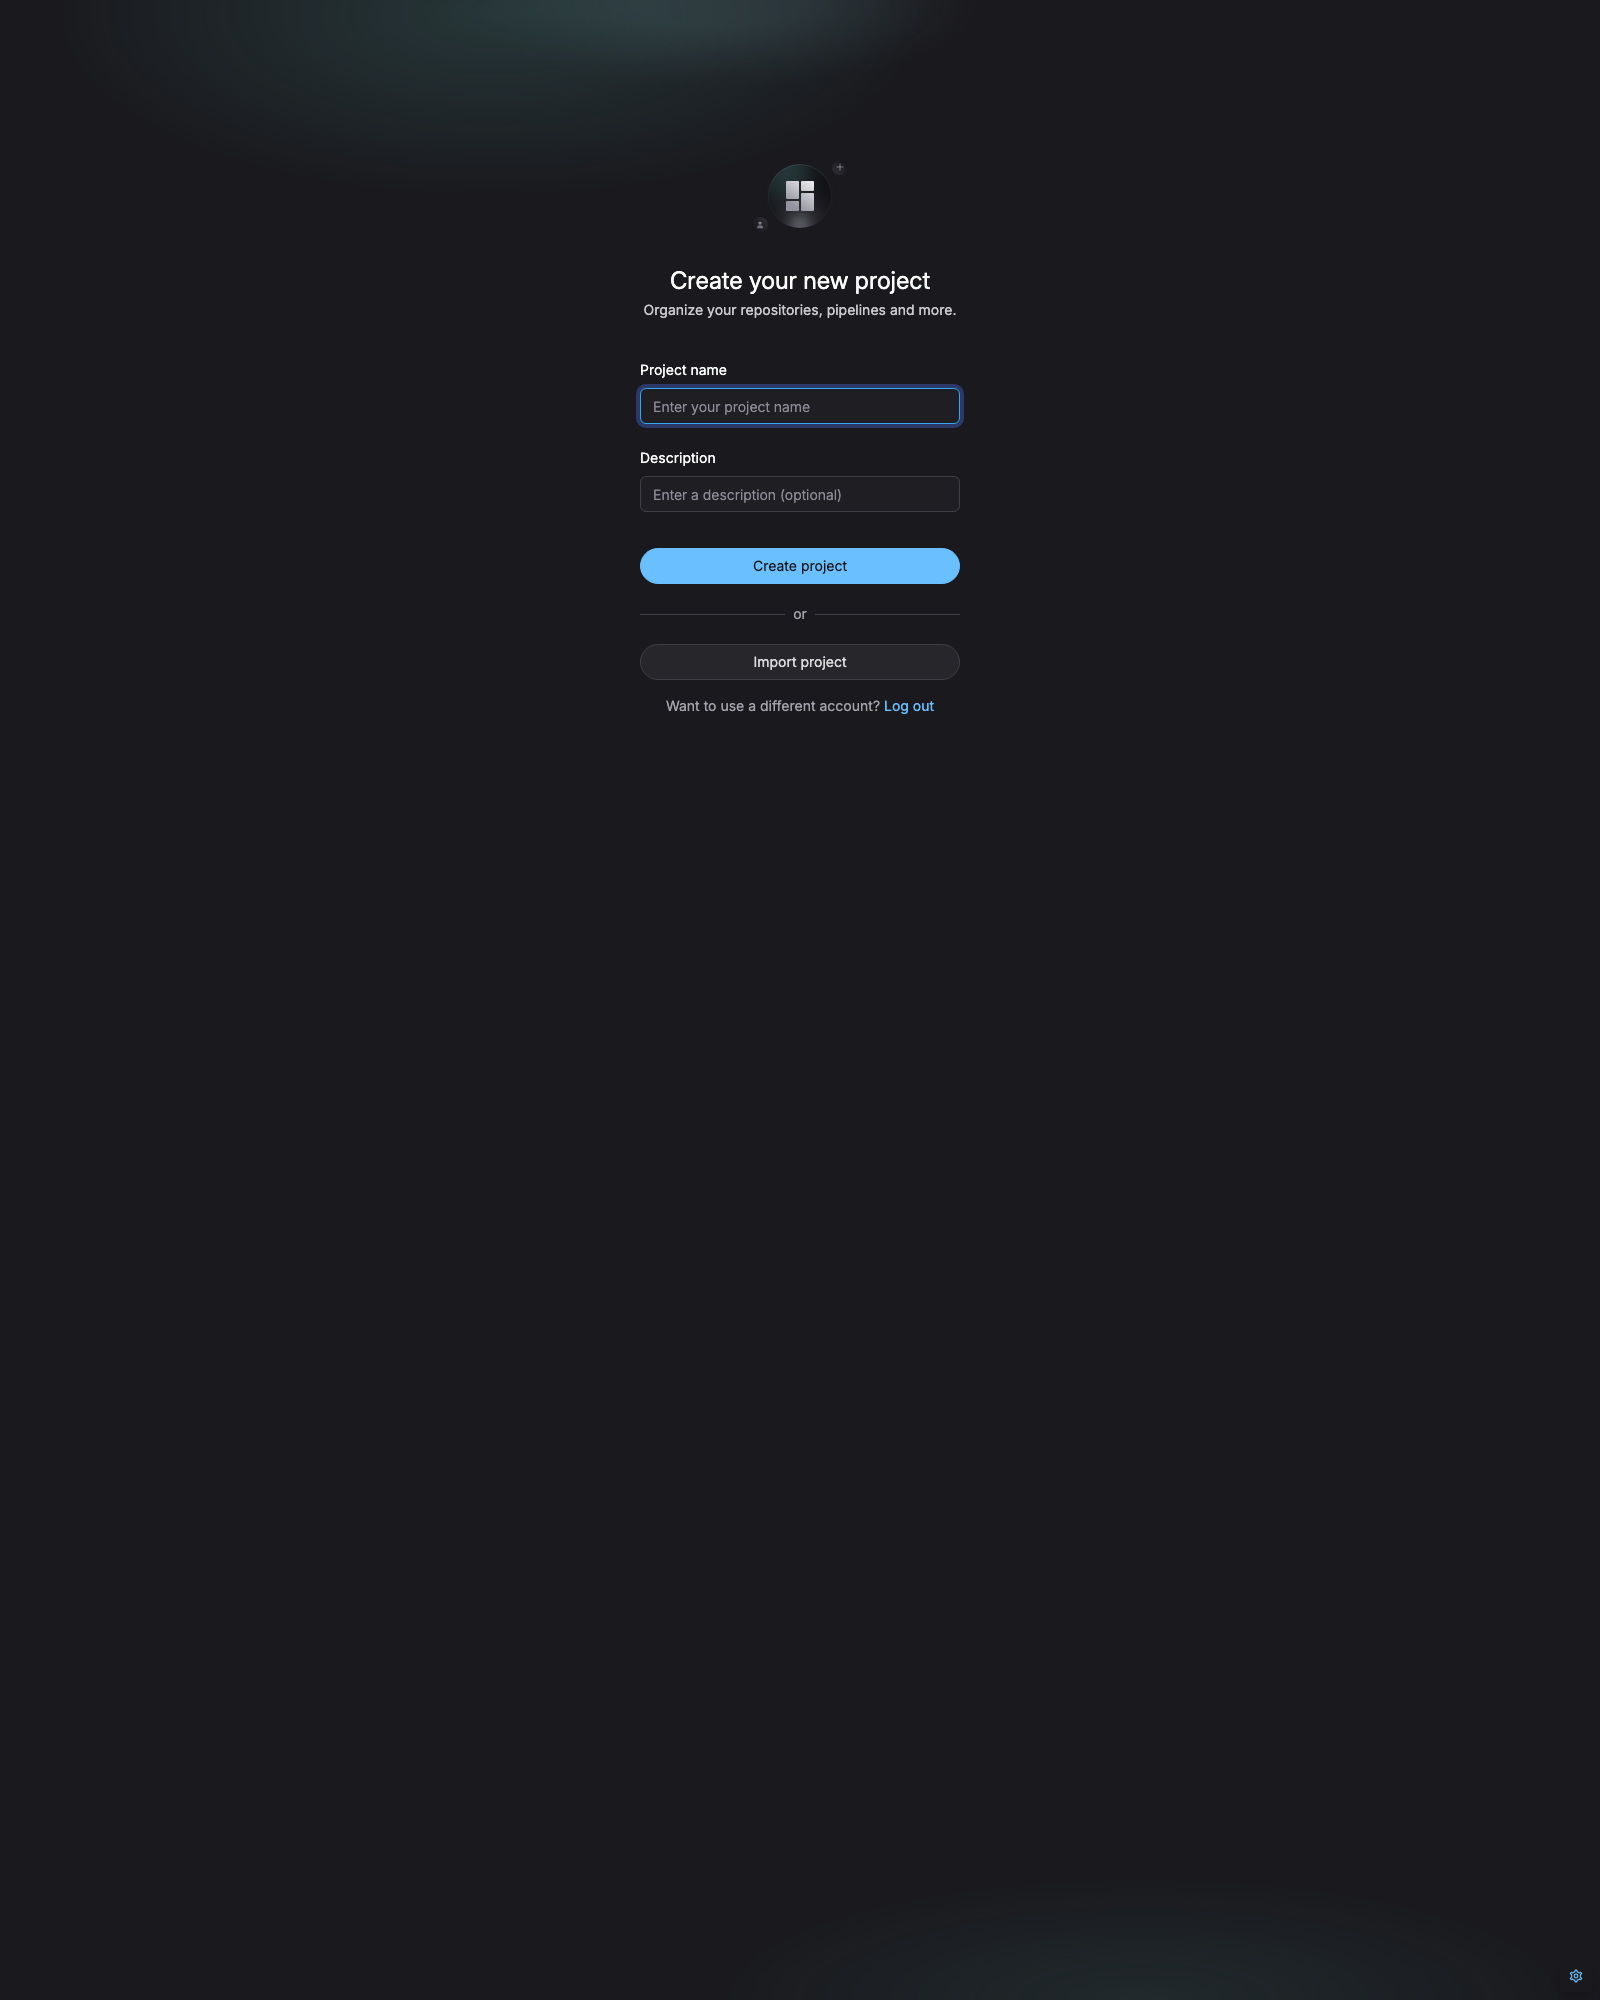 Create your new project
Organize your repositories, pipelines and more.
Project name
Enter your project name
Description
Enter a description (optional)
Create project
or
Import project
Want to use a different account? Log out